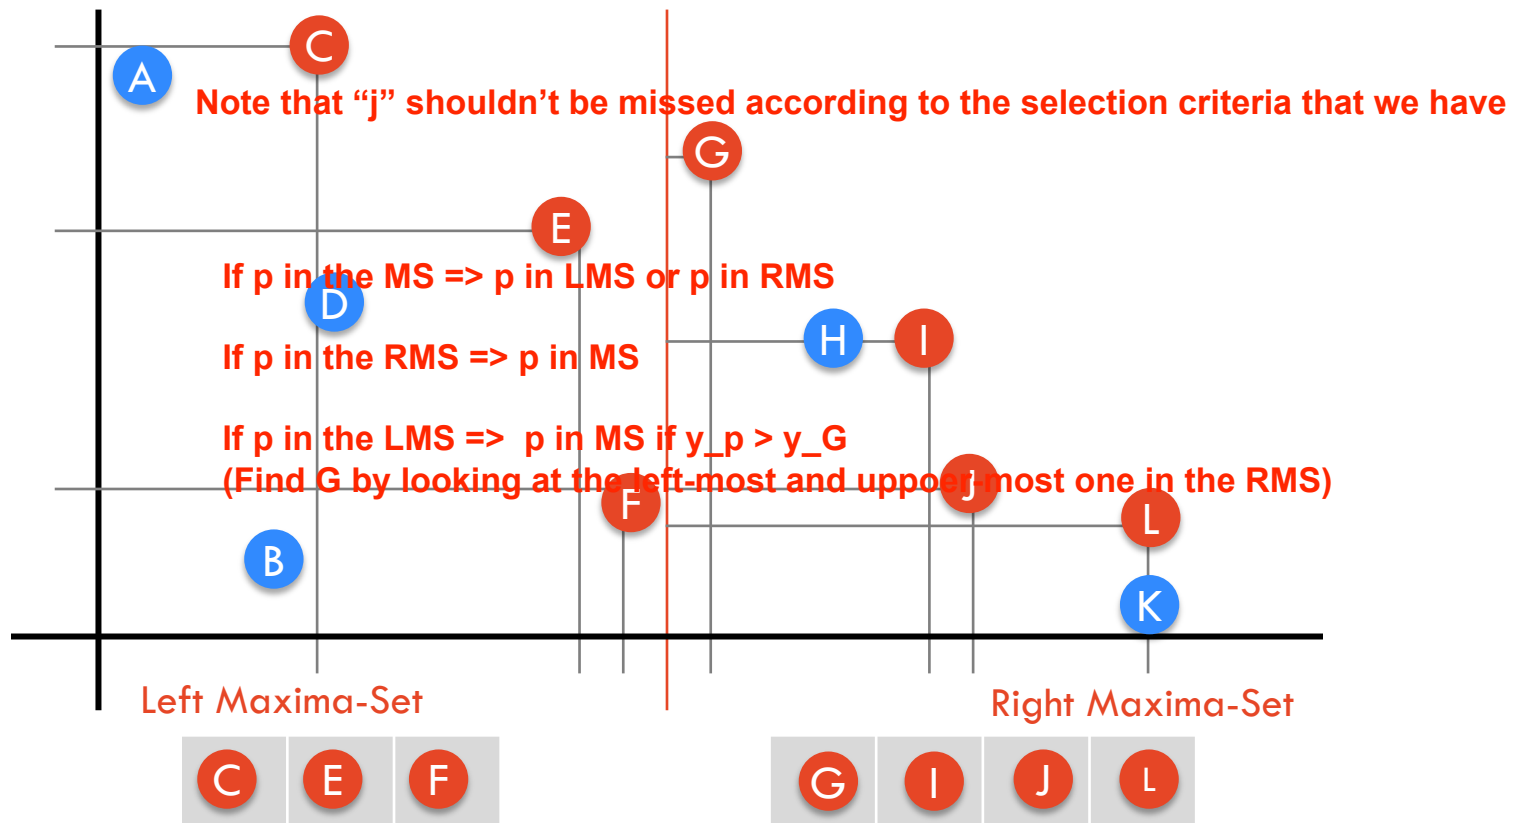 C
A
Note that “j” shouldn’t be missed according to the selection criteria that we have
G
E
If p in the MS => p in LMS or p in RMS
D
H
I
If p in the RMS => p in MS
If p in the LMS => p in MS if y_p > y_G
(Find G by looking at the left-most and uppoer-most one in the RMS)
J
F
L
B
K
Left Maxima-Set
Right Maxima-Set
C E F
G I J L